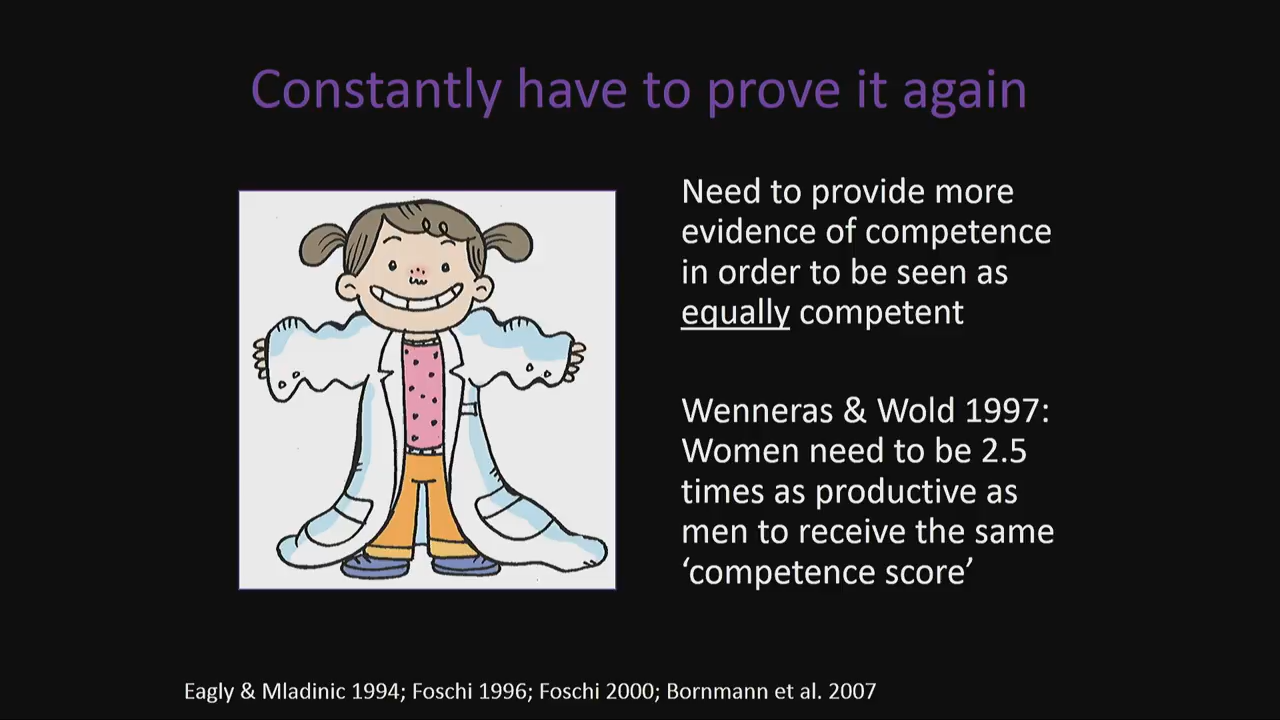 Constantly have to prove it again
Need to provide more
evidence of competence
in order to be seen as
equally competent
Wenneras & Wold 1997:
Women need to be 2.5
times as productive as
men to receive the same
‘competence score’
Eagly & Mladinic 1994; Foschi 1996; Foschi 2000; Bornmann et al. 2007